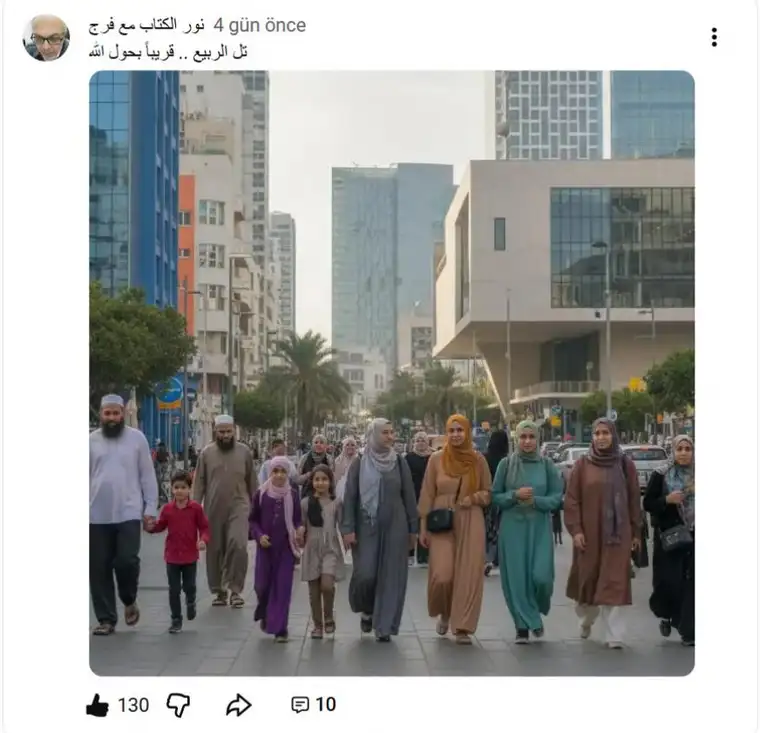 نور الكتاب مع فرج 4 gün önce
تل الربيع .. قريباً بحول الله
130 10